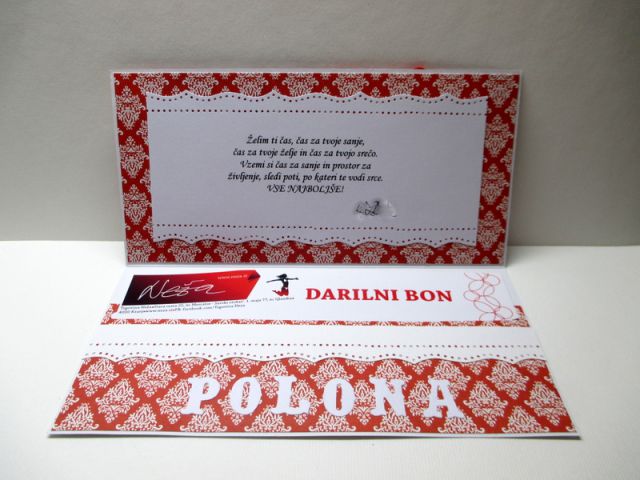 Želim ti čas, čas za tvoje sanje,
čas za tvoje želje in čas za tvojo srečo.
Vzemi si čas za sanje in prostor za
življenje, sledi poti, po kateri te vodi srce.
VSE NAJBOLJŠE!
Neža
DARILNI BON
POLONA